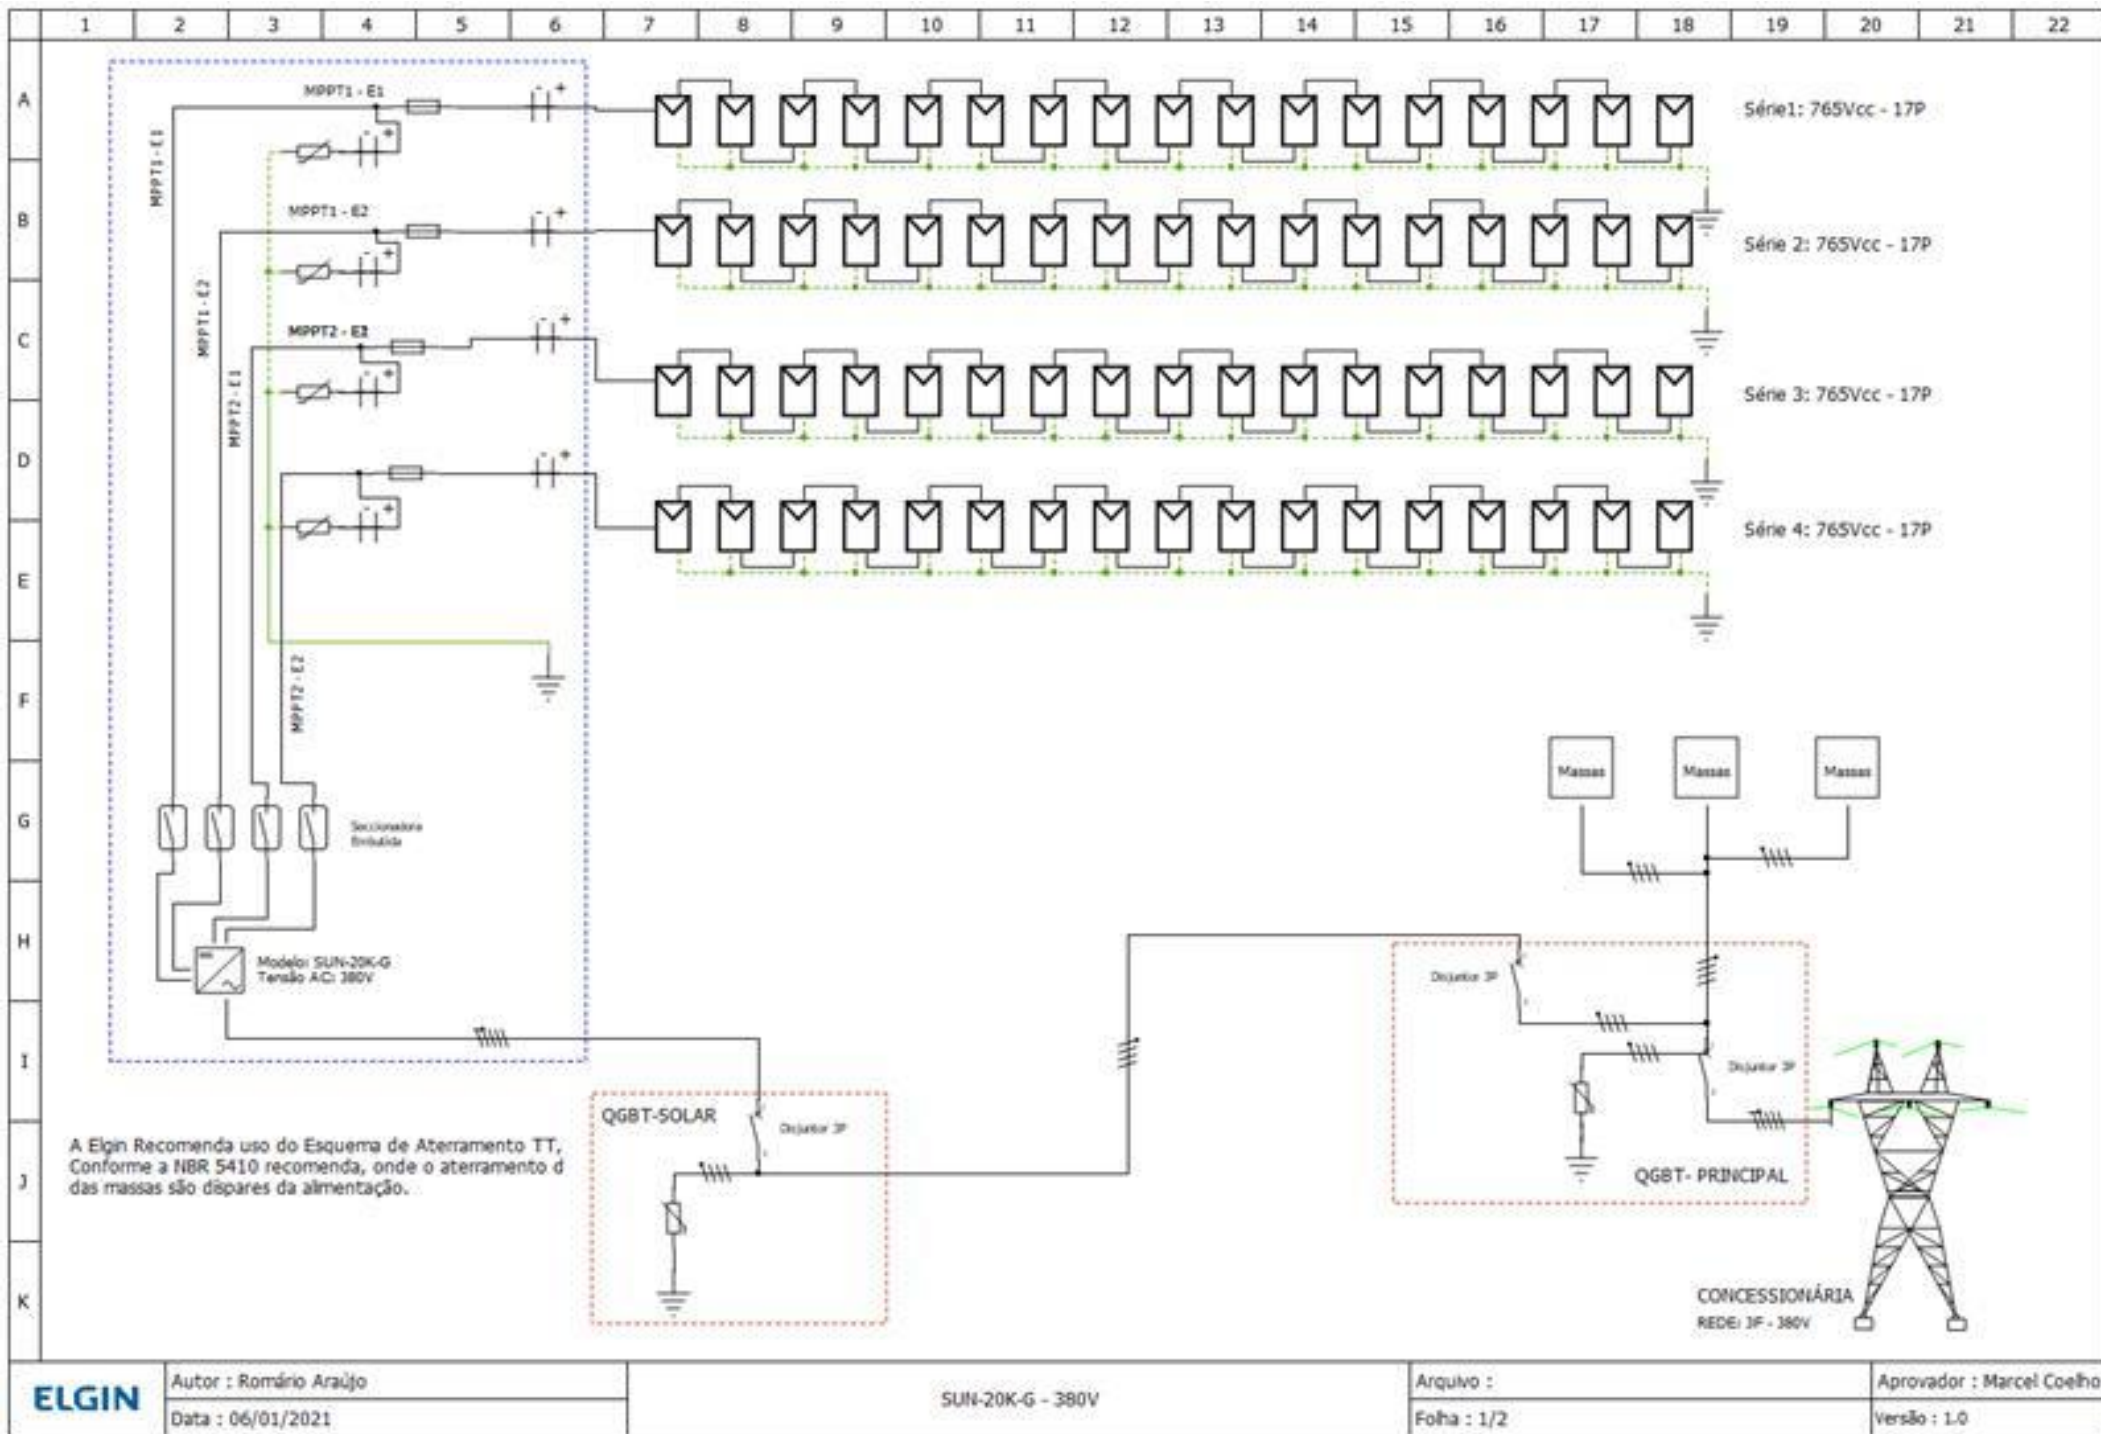 1 2 3 4 5 6 7 8 9 10 11 12 13 14 15 16 17 18 19 20 21 22
A
B
C
D
E
F
G
H
I
J
K
MPPT1 - E1
MPPT1 - E1
- +
- +
Série1: 765Vcc - 17P
MPPT1 - E2
MPPT1 - E2
- +
- +
Série 2: 765Vcc - 17P
MPPT2 - E1
- +
- +
Série 3: 765Vcc - 17P
- +
- +
Série 4: 765Vcc - 17P
MPPT2 - E2
Massas
Massas
Massas
Seccionadora
Embutida
Modelo: SUN-20K-G
Tensão AC: 380V
Disjuntor 3P
Disjuntor 3P
QGBT-SOLAR
Disjuntor 3P
QGBT- PRINCIPAL
A Elgin Recomenda uso do Esquema de Aterramento TT,
Conforme a NBR 5410 recomenda, onde o aterramento d
das massas são dispares da alimentação.
CONCESSIONÁRIA
REDE: 3F - 380V
ELGIN
Autor : Romário Araújo
Data : 06/01/2021
SUN-20K-G - 380V
Arquivo :
Folha : 1/2
Aprovador : Marcel Coelho
Versão : 1.0